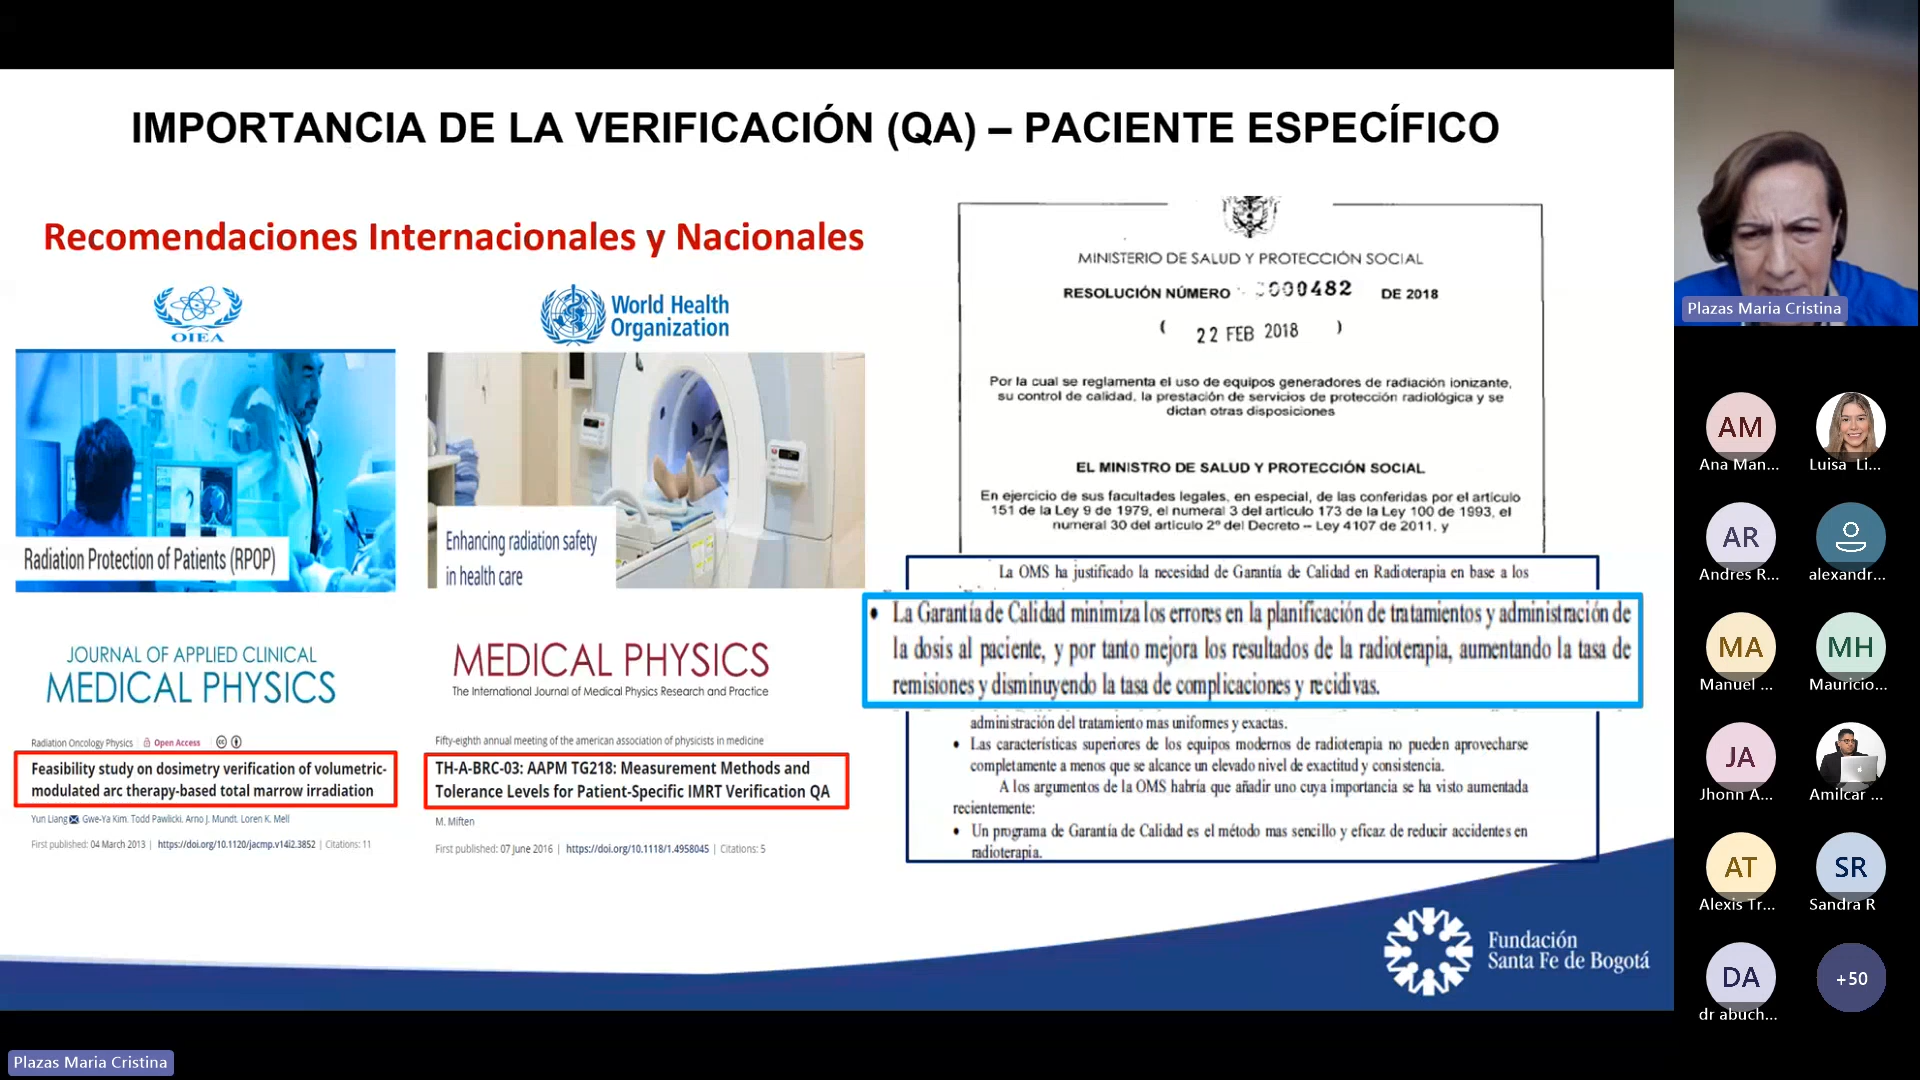 IMPORTANCIA DE LA VERIFICACIÓN (QA) – PACIENTE ESPECÍFICO
Recomendaciones Internacionales y Nacionales
OIEA
World Health
Organization
Radiation Protection of Patients (RPOP)
Enhancing radiation safety
in health care
JOURNAL OF APPLIED CLINICAL
MEDICAL PHYSICS
Radiation Oncology Physics | Open Access
Feasibility study on dosimetry verification of volumetric-
modulated arc therapy-based total marrow irradiation
Yun Liang, Gwe-Ya Kim, Todd Pawlicki, Arno J. Mundt, Loren K. Mell
First published: 04 March 2013 | https://doi.org/10.1120/jacmp.v14i2.3852 | Citations: 11
MEDICAL PHYSICS
The International Journal of Medical Physics Research and Practice
Fifty-eighth annual meeting of the american association of physicists in medicine
TH-A-BRC-03: AAPM TG218: Measurement Methods and
Tolerance Levels for Patient-Specific IMRT Verification QA
M. Miften
First published: 07 June 2016 | https://doi.org/10.1118/1.4958045 | Citations: 5
MINISTERIO DE SALUD Y PROTECCIÓN SOCIAL
RESOLUCIÓN NÚMERO 0000482 DE 2018
( 22 FEB 2018 )
Por la cual se reglamenta el uso de equipos generadores de radiación ionizante,
su control de calidad, la prestación de servicios de protección radiológica y se
dictan otras disposiciones
EL MINISTRO DE SALUD Y PROTECCIÓN SOCIAL
En ejercicio de sus facultades legales, en especial, de las conferidas por el artículo
151 de la Ley 9 de 1979, el numeral 3 del artículo 173 de la Ley 100 de 1993, el
numeral 30 del artículo 2º del Decreto – Ley 4107 de 2011, y
La OMS ha justificado la necesidad de Garantía de Calidad en Radioterapia en base a los
• La Garantía de Calidad minimiza los errores en la planificación de tratamientos y administración de
la dosis al paciente, y por tanto mejora los resultados de la radioterapia, aumentando la tasa de
remisiones y disminuyendo la tasa de complicaciones y recidivas.
administración del tratamiento mas uniformes y exactas.
• Las características superiores de los equipos modernos de radioterapia no pueden aprovecharse
completamente a menos que se alcance un elevado nivel de exactitud y consistencia.
A los argumentos de la OMS habría que añadir uno cuya importancia se ha visto aumentada
recientemente:
• Un programa de Garantía de Calidad es el método mas sencillo y eficaz de reducir accidentes en
radioterapia.
Fundación
Santa Fe de Bogotá
Plazas Maria Cristina
AM
Ana Man...
Luisa Li...
AR
Andres R...
alexandr...
MA
Manuel ...
MH
Mauricio...
JA
Jhonn A...
Amilcar ...
AT
Alexis Tr...
SR
Sandra R
DA
dr abuch...
+50
Plazas Maria Cristina